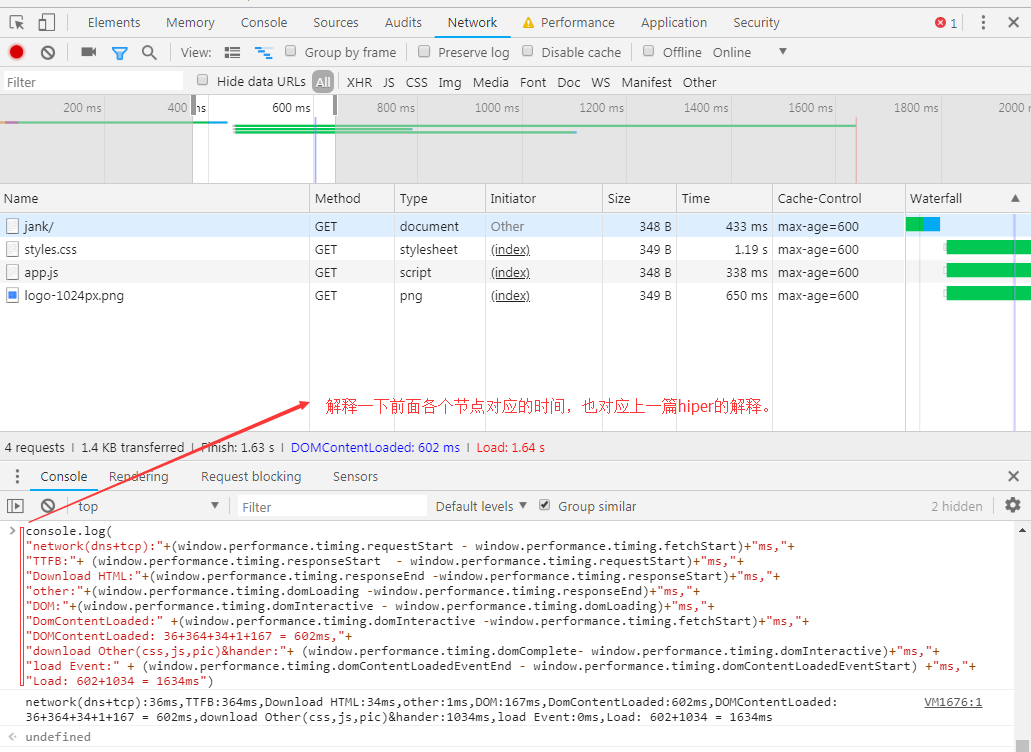 Elements Memory Console Sources Audits Network Performance Application Security 1
View: Group by frame Preserve log Disable cache Offline Online
Filter Hide data URLs All XHR JS CSS Img Media Font Doc WS Manifest Other
200 ms 400 ms 600 ms 800 ms 1000 ms 1200 ms 1400 ms 1600 ms 1800 ms 2000 m
Name Method Type Initiator Size Time Cache-Control Waterfall
jank/ GET document Other 348 B 433 ms max-age=600
styles.css GET stylesheet (index) 349 B 1.19 s max-age=600
app.js GET script (index) 348 B 338 ms max-age=600
logo-1024px.png GET png (index) 349 B 650 ms max-age=600
解释一下前面各个节点对应的时间，也对应上一篇hiper的解释。
4 requests | 1.4 KB transferred | Finish: 1.63 s | DOMContentLoaded: 602 ms | Load: 1.64 s
Console Rendering Request blocking Sensors
top Filter Default levels Group similar 2 hidden
console.log(
"network(dns+tcp):"+(window.performance.timing.requestStart - window.performance.timing.fetchStart)+"ms,"+
"TTFB:"+ (window.performance.timing.responseStart  - window.performance.timing.requestStart)+"ms,"+
"Download HTML:"+(window.performance.timing.responseEnd -window.performance.timing.responseStart)+"ms,"+
"other:"+(window.performance.timing.domLoading -window.performance.timing.responseEnd)+"ms,"+
"DOM:"+(window.performance.timing.domInteractive - window.performance.timing.domLoading)+"ms,"+
"DomContentLoaded:" +(window.performance.timing.domInteractive -window.performance.timing.fetchStart)+"ms,"+
"DOMContentLoaded: 36+364+34+1+167 = 602ms,"+
"download Other(css,js,pic)&hander:"+ (window.performance.timing.domComplete- window.performance.timing.domInteractive)+"ms,"+
"load Event:" + (window.performance.timing.domContentLoadedEventEnd - window.performance.timing.domContentLoadedEventStart) +"ms,"+
"Load: 602+1034 = 1634ms")
network(dns+tcp):36ms,TTFB:364ms,Download HTML:34ms,other:1ms,DOM:167ms,DomContentLoaded:602ms,DOMContentLoaded: VM1676:1
36+364+34+1+167 = 602ms,download Other(css,js,pic)&hander:1034ms,load Event:0ms,Load: 602+1034 = 1634ms
undefined